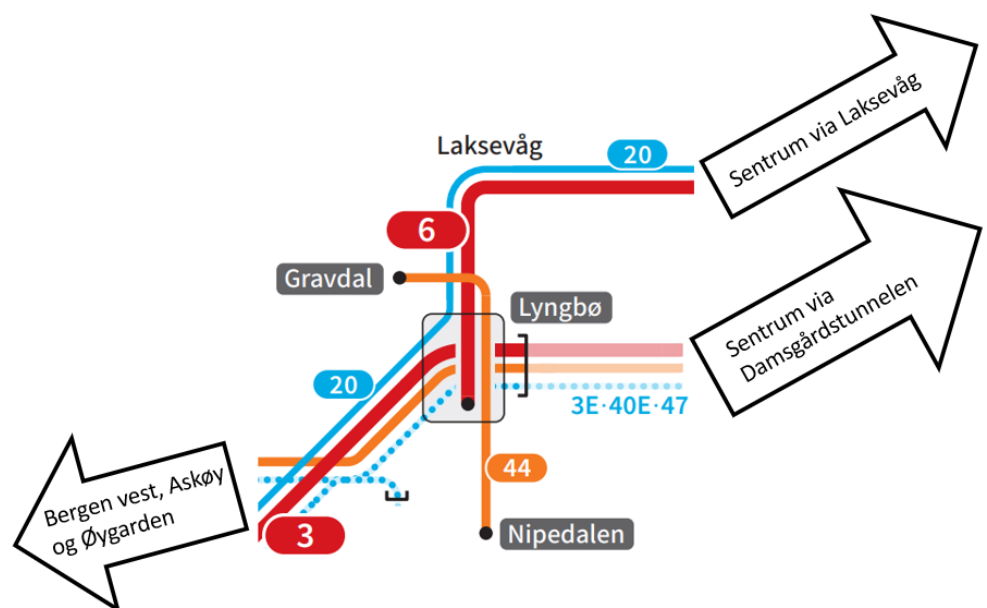 Sentrum via Laksevåg
Laksevåg
20
6
Gravdal
Lyngbø
Sentrum via
Damsgårdstunnelen
20
3E·40E·47
44
Bergen vest, Askøy
og Øygarden
3
Nipedalen